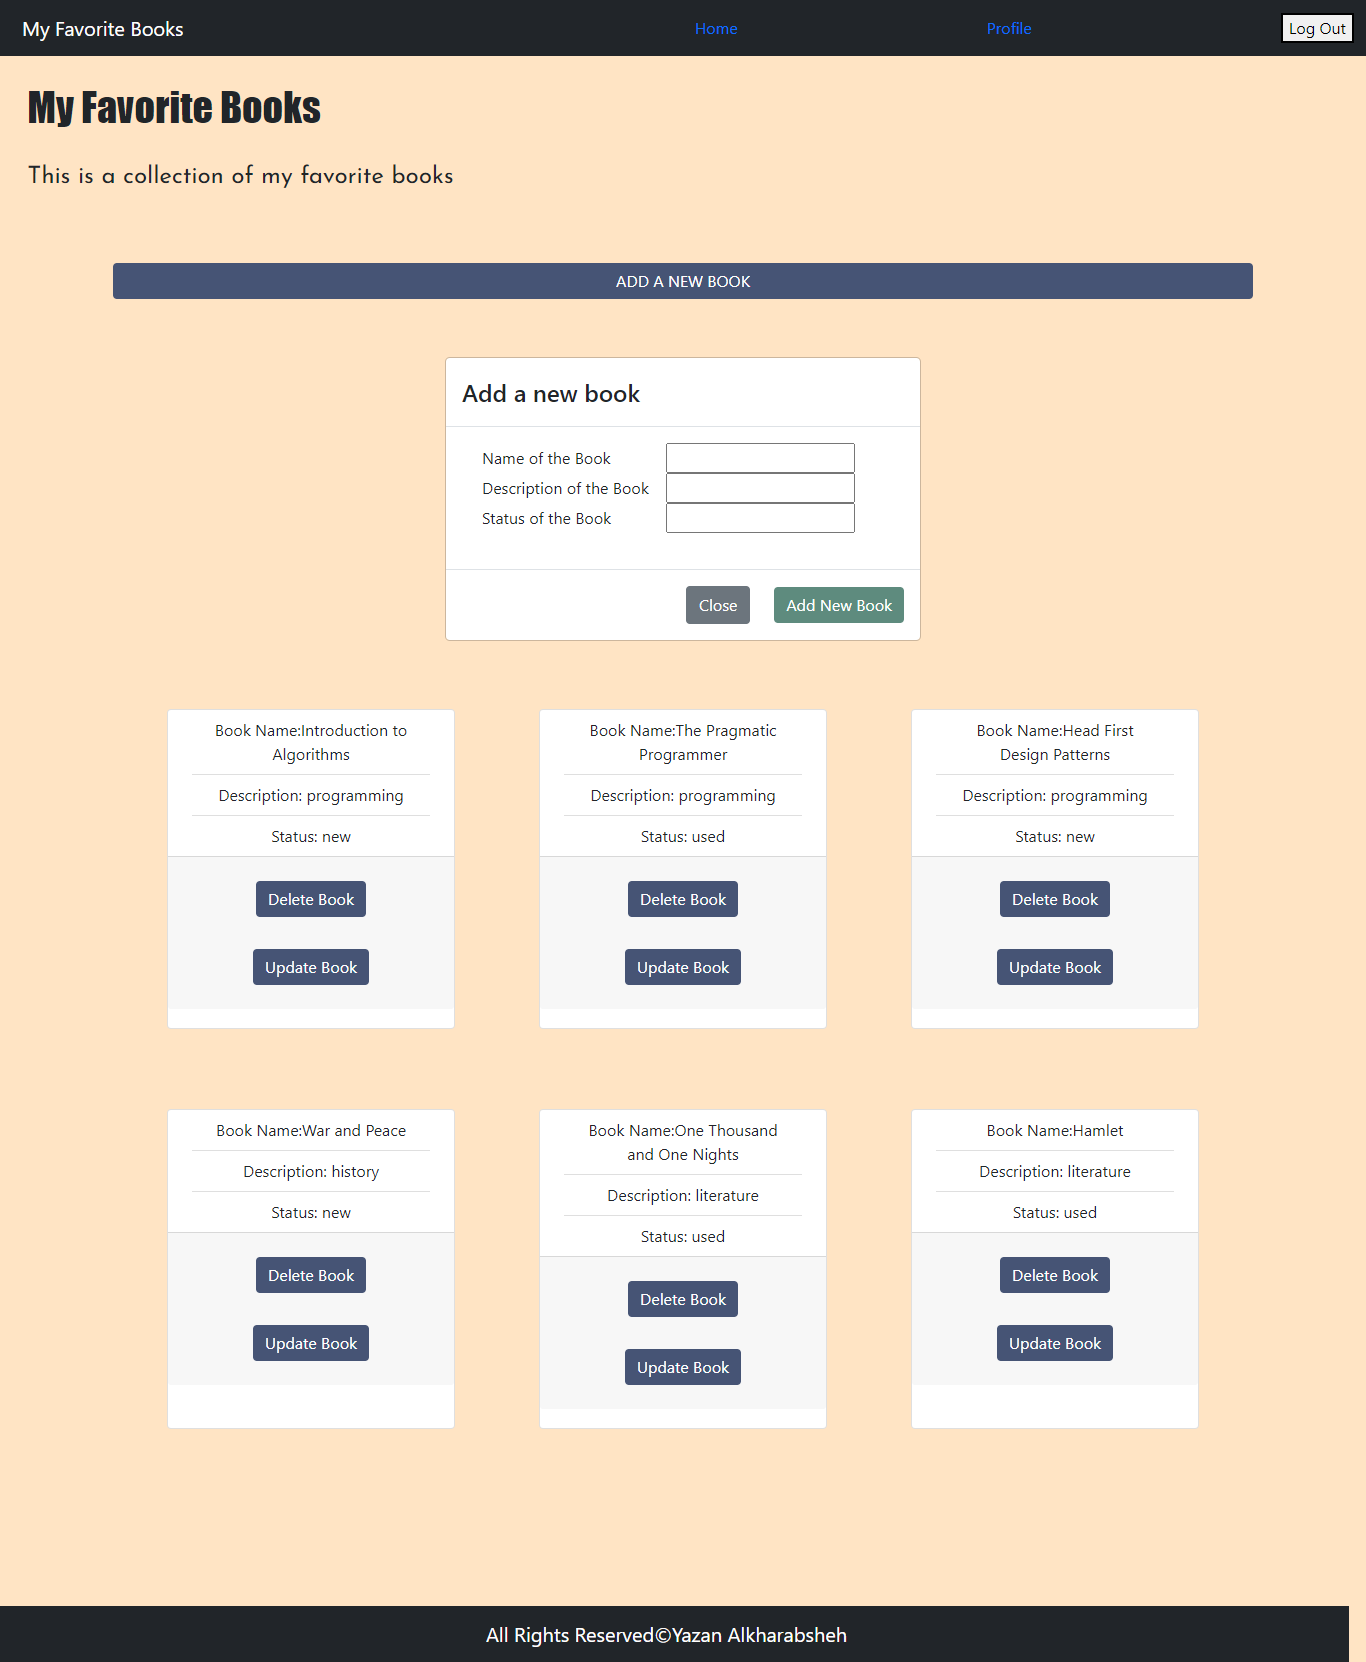 My Favorite Books
Home
Profile
Log Out
My Favorite Books
This is a collection of my favorite books
ADD A NEW BOOK
Add a new book
Name of the Book
Description of the Book
Status of the Book
Close
Add New Book
Book Name:Introduction to
Algorithms
Description: programming
Status: new
Delete Book
Update Book
Book Name:The Pragmatic
Programmer
Description: programming
Status: used
Delete Book
Update Book
Book Name:Head First
Design Patterns
Description: programming
Status: new
Delete Book
Update Book
Book Name:War and Peace
Description: history
Status: new
Delete Book
Update Book
Book Name:One Thousand
and One Nights
Description: literature
Status: used
Delete Book
Update Book
Book Name:Hamlet
Description: literature
Status: used
Delete Book
Update Book
All Rights Reserved©Yazan Alkharabsheh